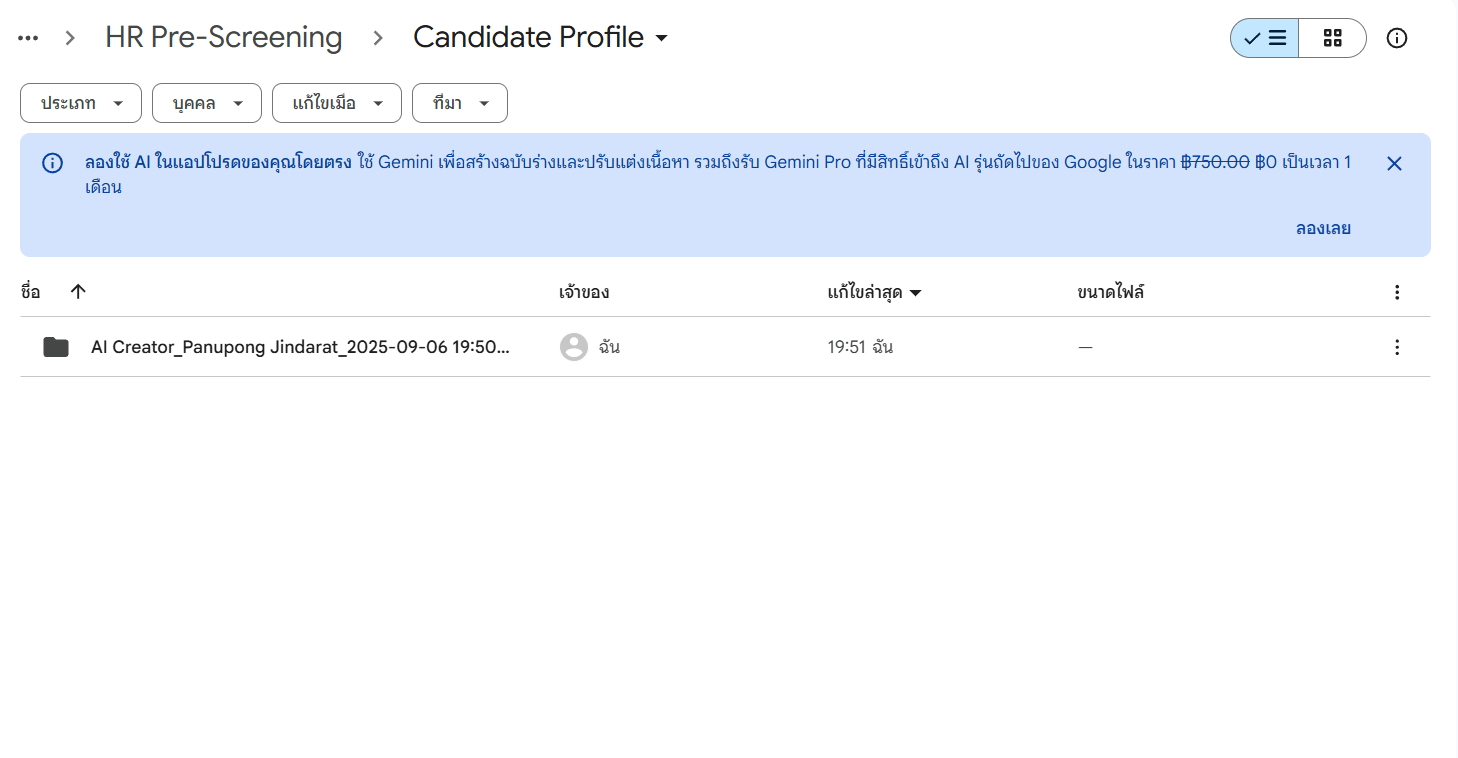 HR Pre-Screening
Candidate Profile
ประเภท
บุคคล
แก้ไขเมื่อ
ที่มา
ลองใช้ AI ในแอปโปรดของคุณโดยตรง ใช้ Gemini เพื่อสร้างฉบับร่างและปรับแต่งเนื้อหา รวมถึงรับ Gemini Pro ที่มีสิทธิ์เข้าถึง AI รุ่นถัดไปของ Google ในราคา ฿750.00 ฿0 เป็นเวลา 1
เดือน
ลองเลย
ชื่อ
เจ้าของ
แก้ไขล่าสุด
ขนาดไฟล์
AI Creator_Panupong Jindarat_2025-09-06 19:50...
ฉัน
19:51 ฉัน
—